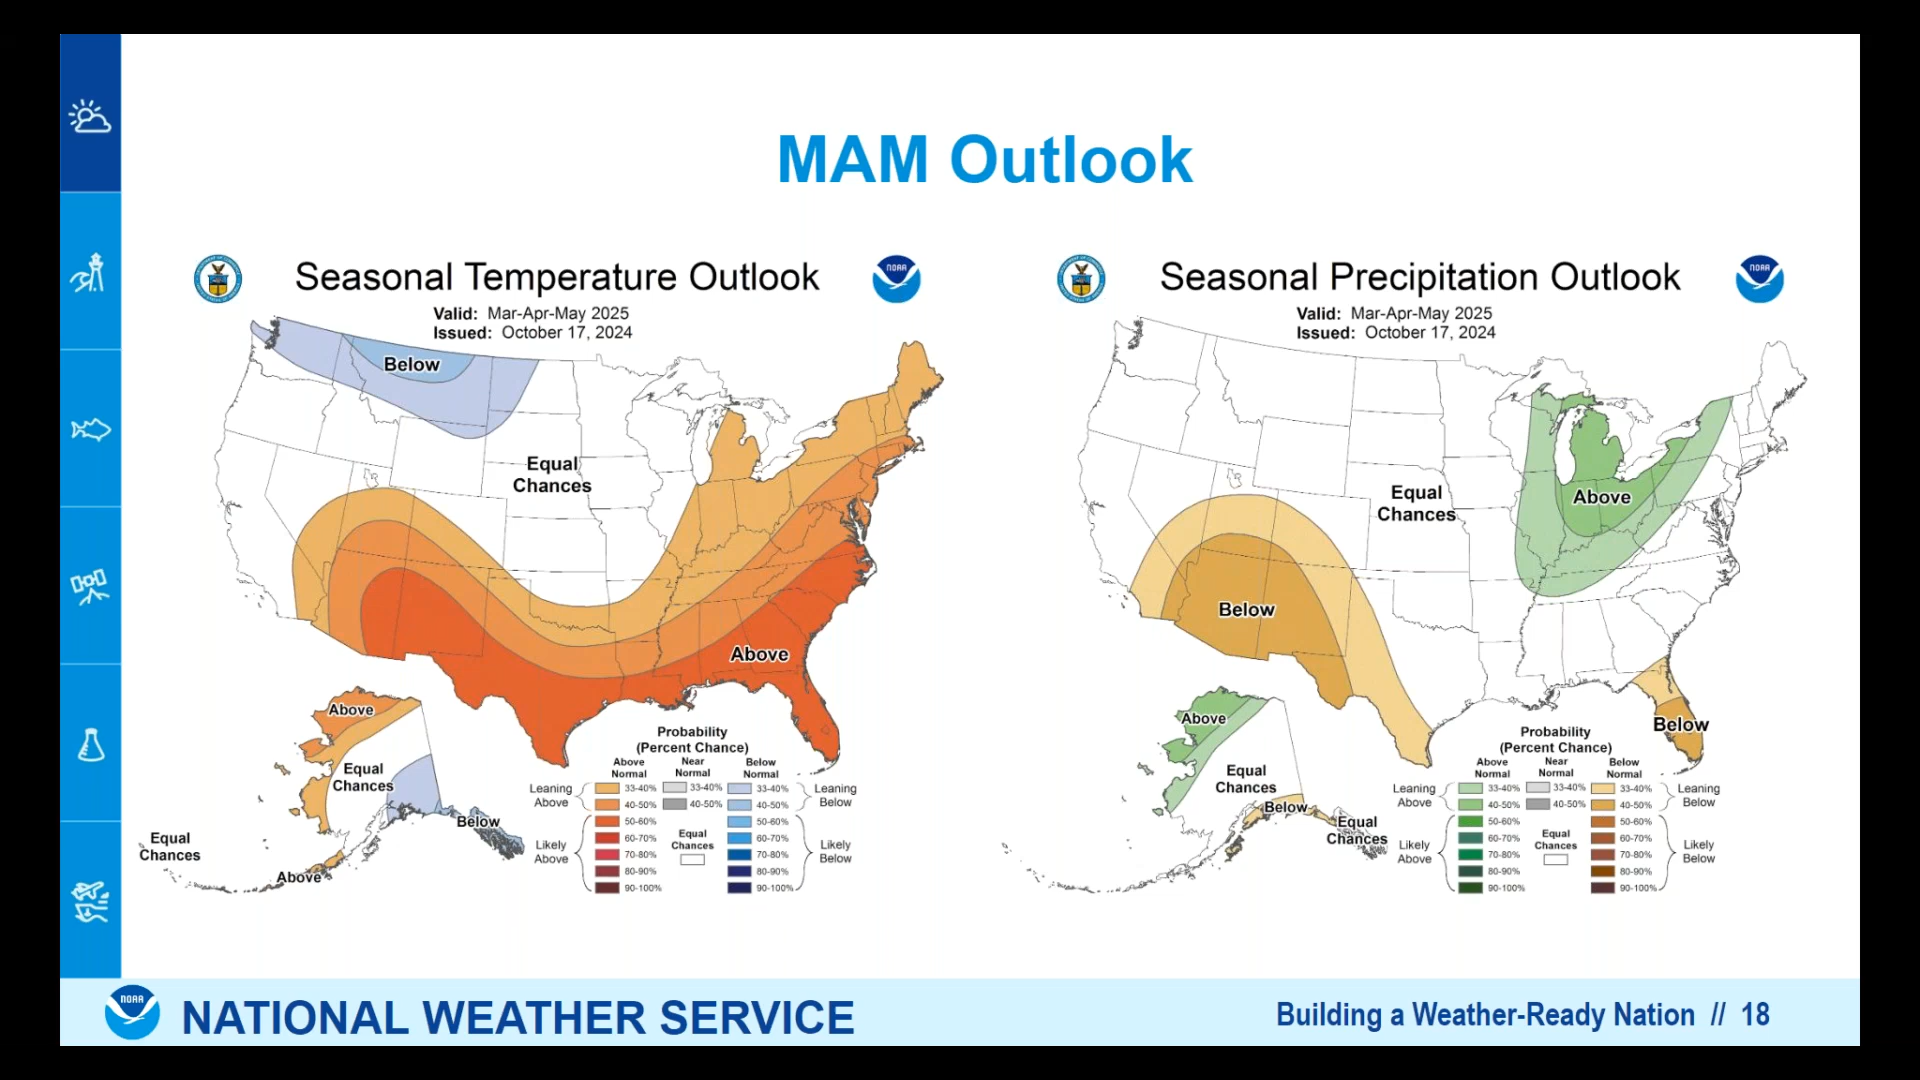 MAM Outlook
Seasonal Temperature Outlook
Valid: Mar-Apr-May 2025
Issued: October 17, 2024
Below
Equal
Chances
Above
Above
Equal
Chances
Below
Equal
Chances
Above
Probability
(Percent Chance)
Above
Normal
Near
Normal
Below
Normal
Leaning
Above
33-40%
33-40%
33-40%
Leaning
Below
40-50%
40-50%
40-50%
50-60%
50-60%
60-70%
Equal
Chances
60-70%
Likely
Above
70-80%
70-80%
Likely
Below
80-90%
80-90%
90-100%
90-100%
NOAA
Seasonal Precipitation Outlook
Valid: Mar-Apr-May 2025
Issued: October 17, 2024
NOAA
Equal
Chances
Above
Below
Below
Above
Equal
Chances
Below
Equal
Chances
Probability
(Percent Chance)
Above
Normal
Near
Normal
Below
Normal
Leaning
Above
33-40%
33-40%
33-40%
Leaning
Below
40-50%
40-50%
40-50%
50-60%
50-60%
60-70%
Equal
Chances
60-70%
Likely
Above
70-80%
70-80%
Likely
Below
80-90%
80-90%
90-100%
90-100%
NOAA
NATIONAL WEATHER SERVICE
Building a Weather-Ready Nation // 18